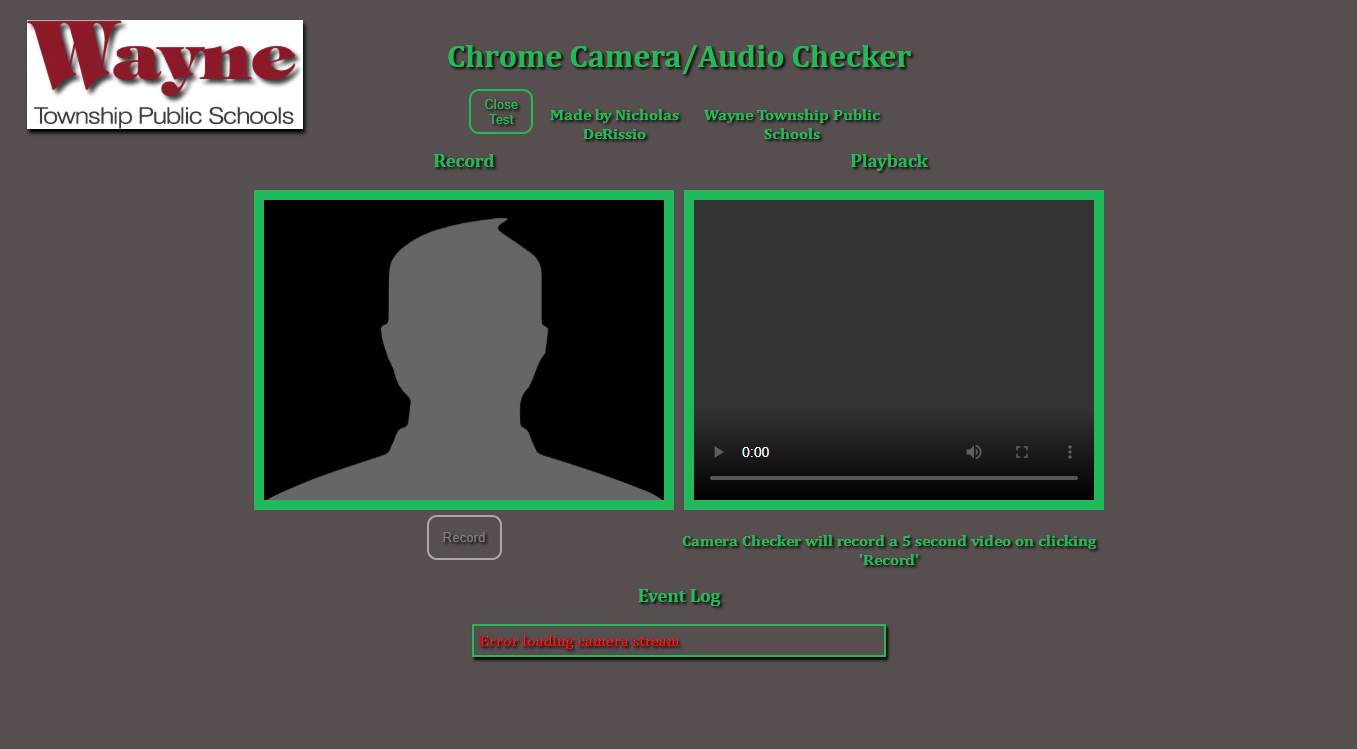 Wayne
Township Public Schools
Chrome Camera/Audio Checker
Close
Test
Made by Nicholas
DeRissio
Wayne Township Public
Schools
Record
Playback
0:00
Record
Camera Checker will record a 5 second video on clicking
'Record'
Event Log
Error loading camera stream